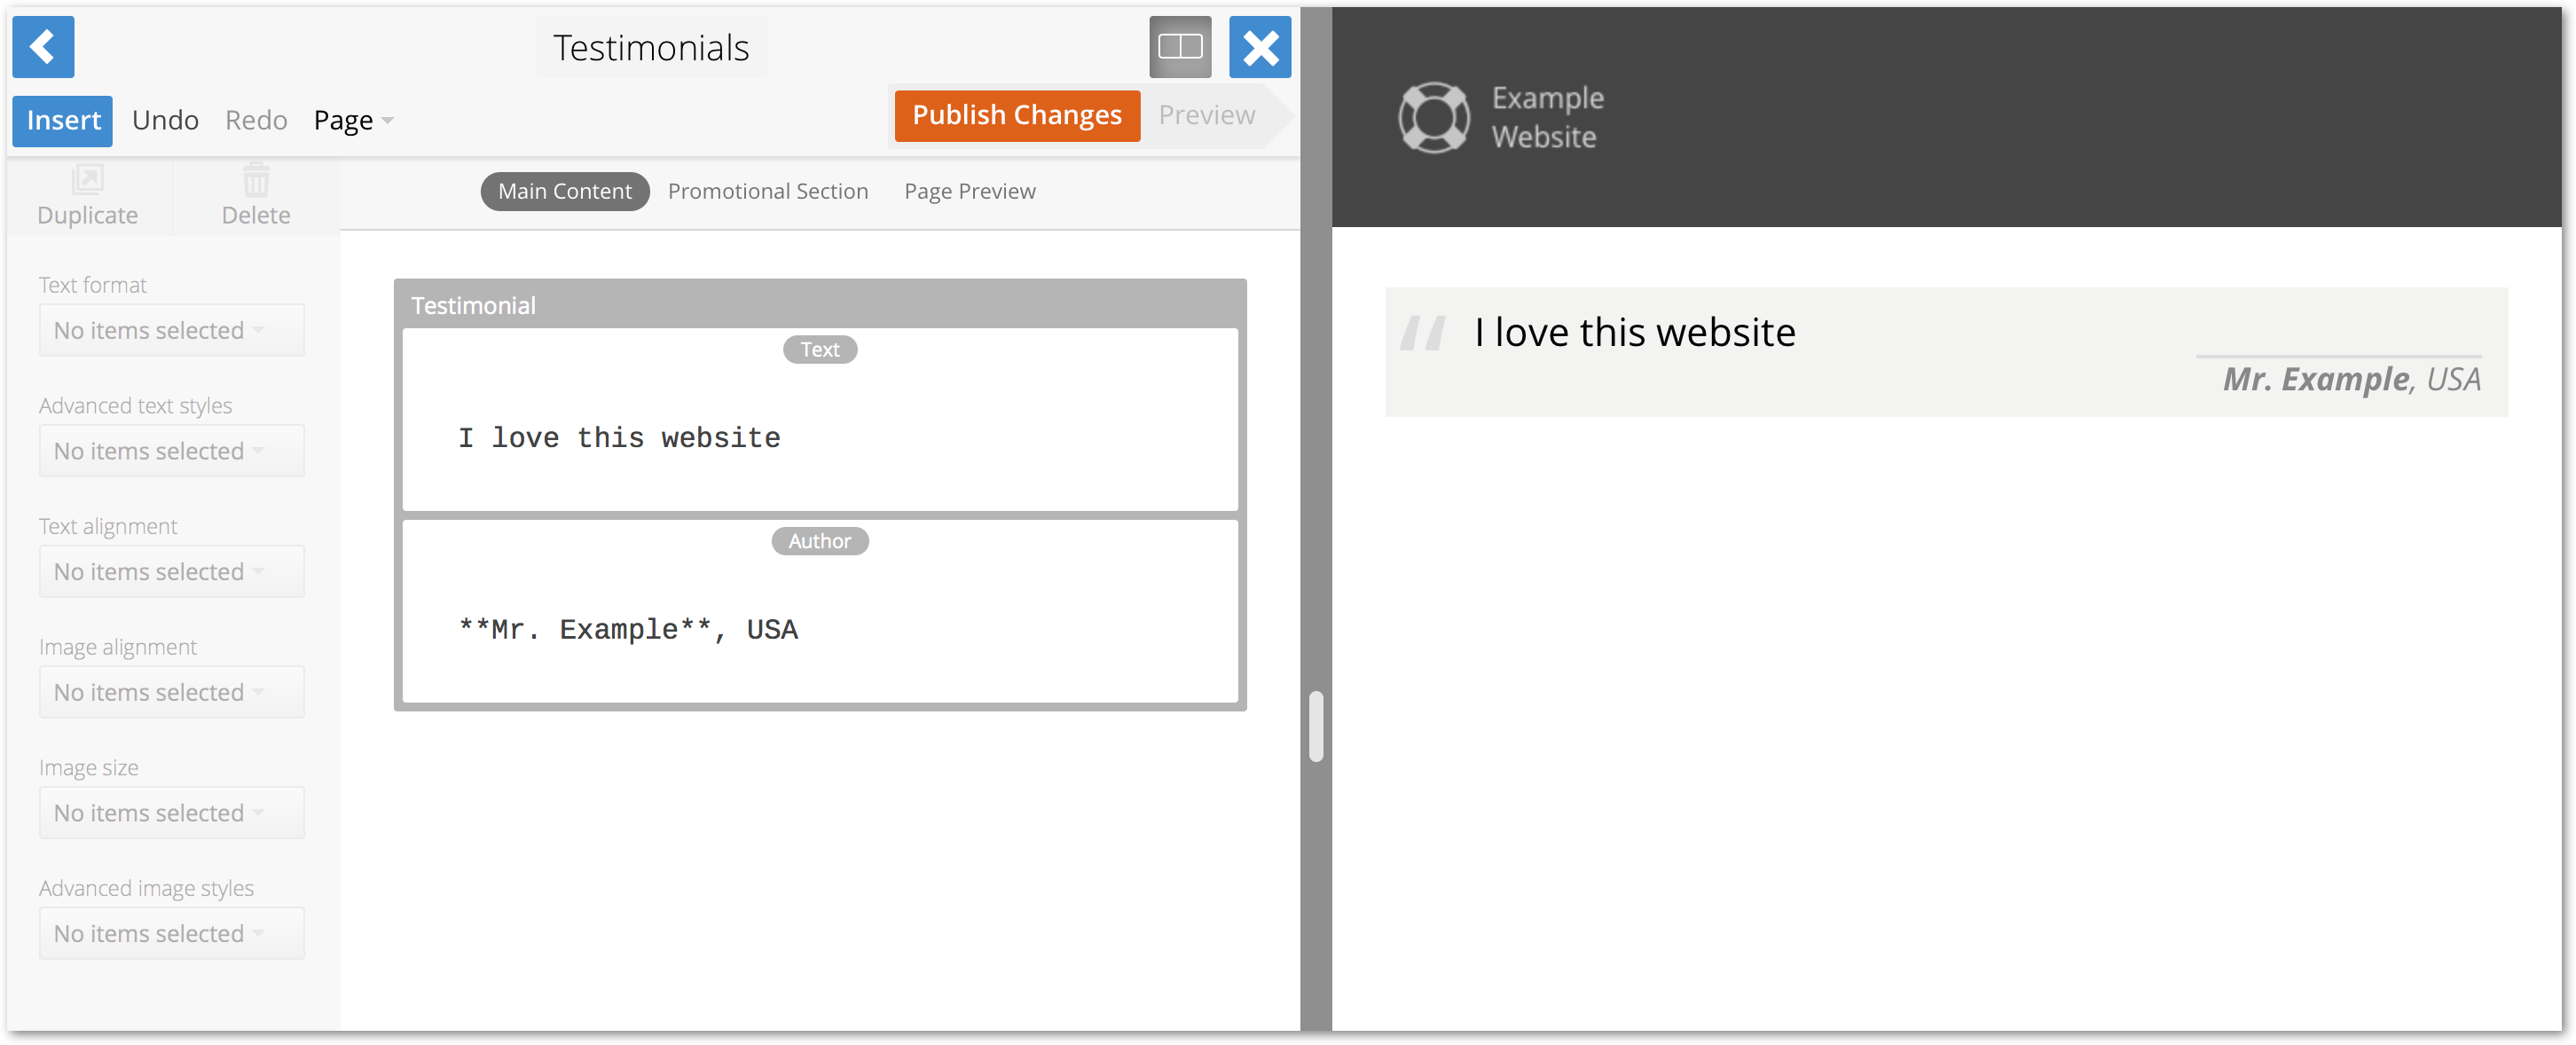 Testimonials
Insert Undo Redo Page
Publish Changes Preview
Duplicate Delete
Main Content Promotional Section Page Preview
Text format
No items selected
Advanced text styles
No items selected
Text alignment
No items selected
Image alignment
No items selected
Image size
No items selected
Advanced image styles
No items selected
Testimonial
Text
I love this website
Author
**Mr. Example**, USA
Example
Website
“ I love this website
Mr. Example, USA